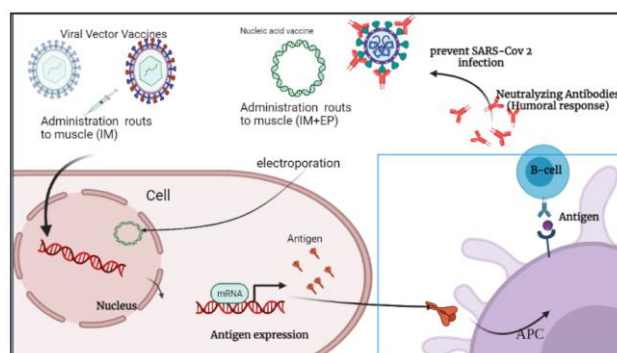 Viral Vector Vaccines
Administration routs
to muscle (IM)
Nucleic acid vaccine
Administration routs
to muscle (IM+EP)
prevent SARS-Cov 2
infection
Neutralizing Antibodies
(Humoral response)
electroporation
Cell
Nucleus
mRNA
Antigen expression
Antigen
B-cell
Antigen
APC